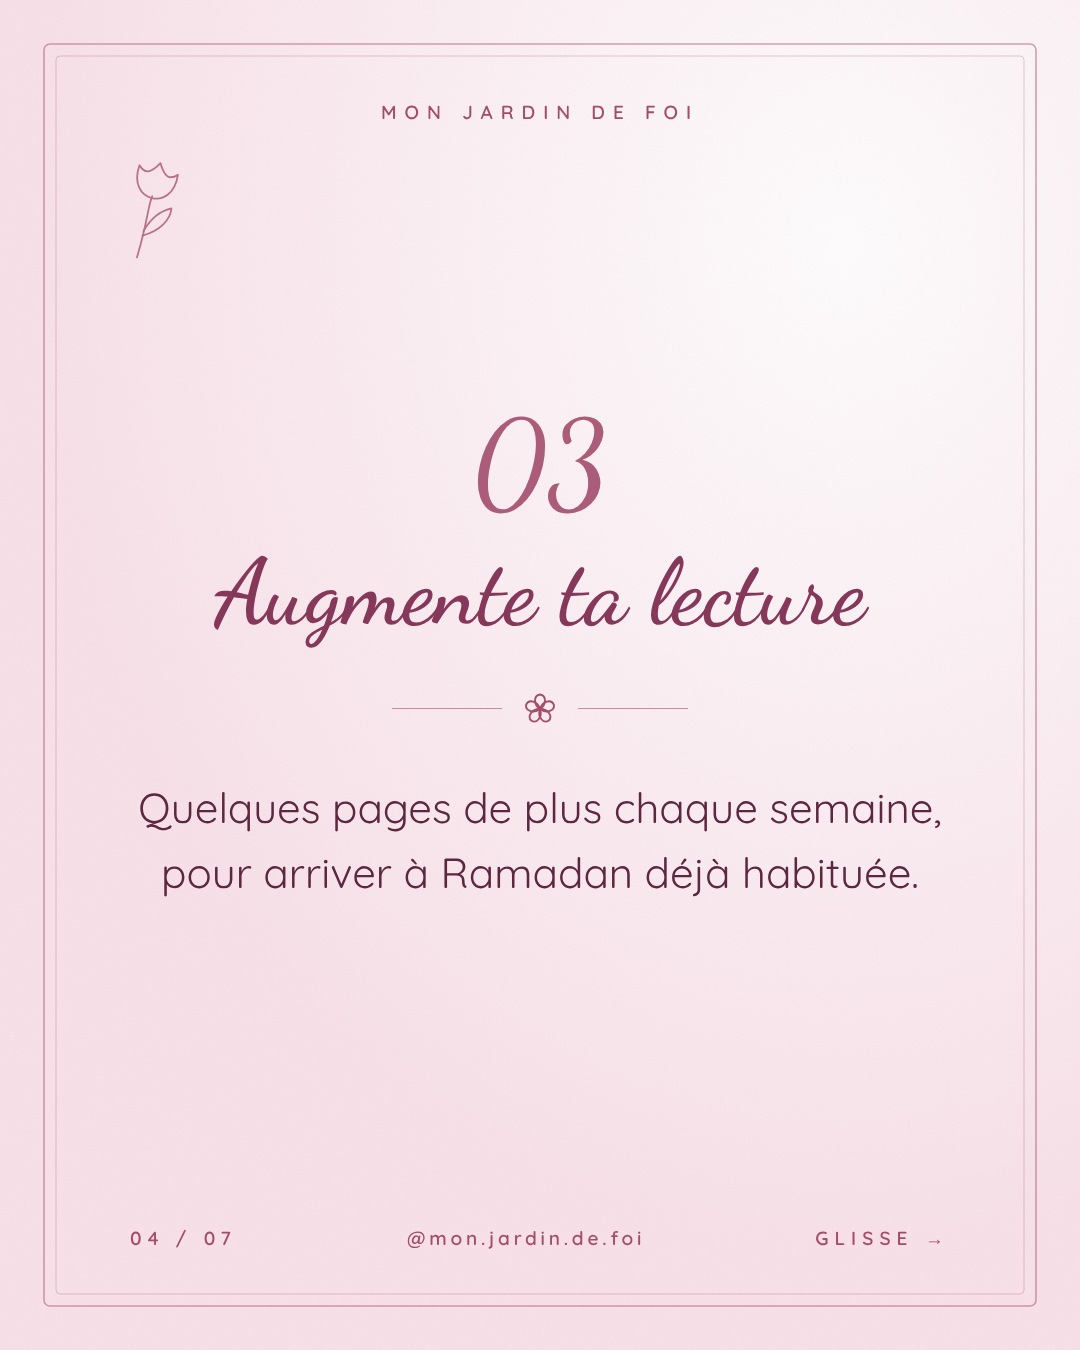 MON JARDIN DE FOI
03
Augmente ta lecture
Quelques pages de plus chaque semaine,
pour arriver à Ramadan déjà habituée.
04 / 07
@mon.jardin.de.foi
GLISSE →